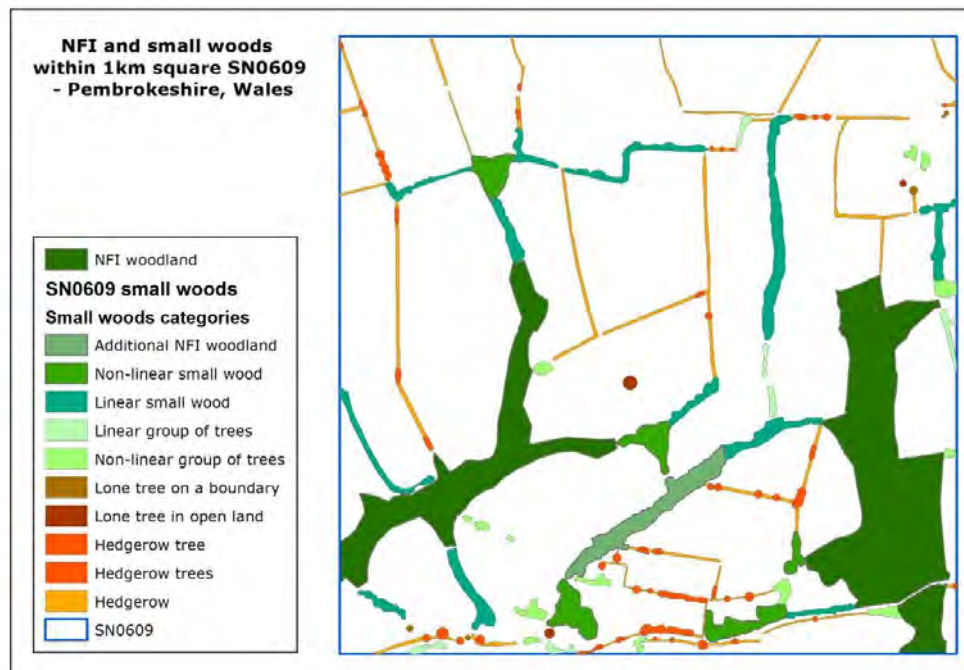 NFI and small woods
within 1km square SN0609
- Pembrokeshire, Wales
NFI woodland
SN0609 small woods
Small woods categories
Additional NFI woodland
Non-linear small wood
Linear small wood
Linear group of trees
Non-linear group of trees
Lone tree on a boundary
Lone tree in open land
Hedgerow tree
Hedgerow trees
Hedgerow
SN0609